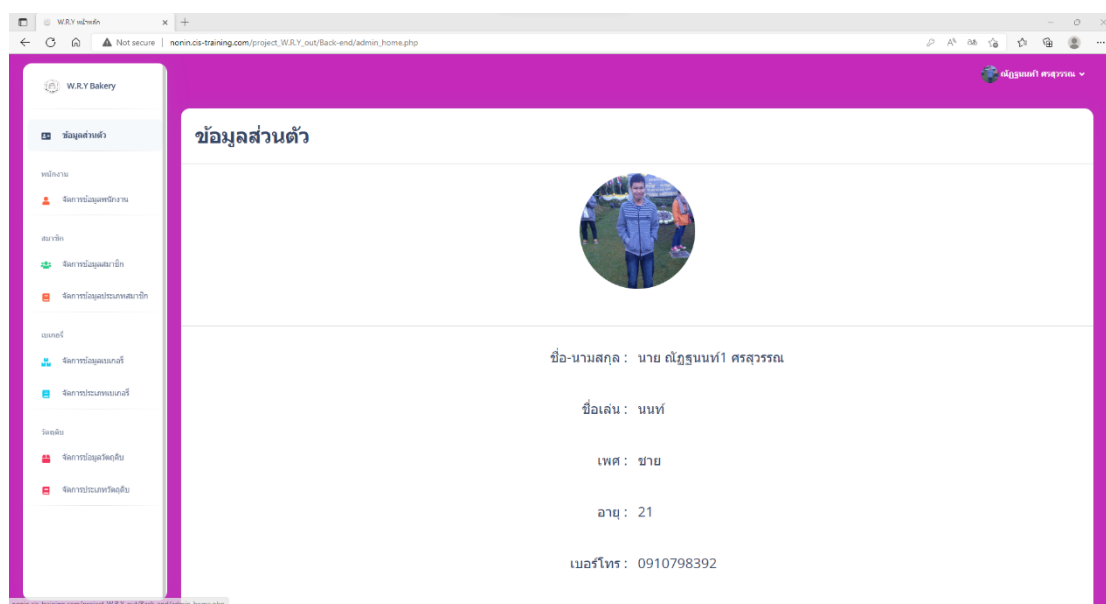 W.R.Y หน้าหลัก
Not secure
nonin.cis-training.com/project_W.R.Y_out/Back-end/admin_home.php
W.R.Y Bakery
ณัฏฐนนท์1 ศรสุวรรณ
ข้อมูลส่วนตัว
ข้อมูลส่วนตัว
พนักงาน
จัดการข้อมูลพนักงาน
สมาชิก
จัดการข้อมูลสมาชิก
จัดการข้อมูลประเภทสมาชิก
เบเกอรี่
จัดการข้อมูลเบเกอรี่
จัดการประเภทเบเกอรี่
วัตถุดิบ
จัดการข้อมูลวัตถุดิบ
จัดการประเภทวัตถุดิบ
ชื่อ-นามสกุล : นาย ณัฏฐนนท์1 ศรสุวรรณ
ชื่อเล่น : นนท์
เพศ : ชาย
อายุ : 21
เบอร์โทร : 0910798392